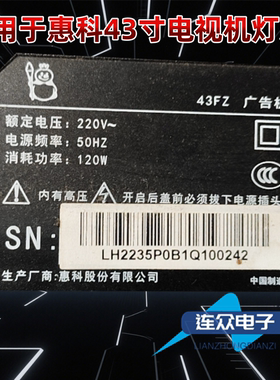 用于惠科43寸电视机灯
43FZ 广告机
额定电压：220V~
电源频率：50HZ
消耗功率：120W
内有高压 开启后盖前必须拔下电源插头
SN:
LH2235P0B1Q100242
生产厂商：惠科股份有限公司
中国制造
连众电子
LIANZHONGDIANZI